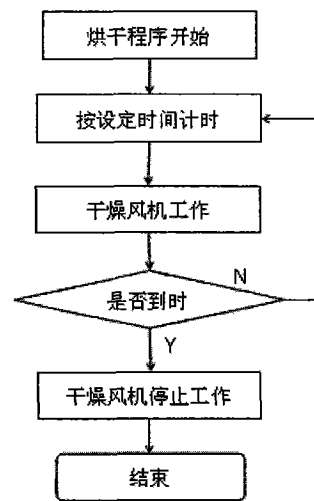 烘干程序开始
按设定时间计时
干燥风机工作
是否到时
N
Y
干燥风机停止工作
结束